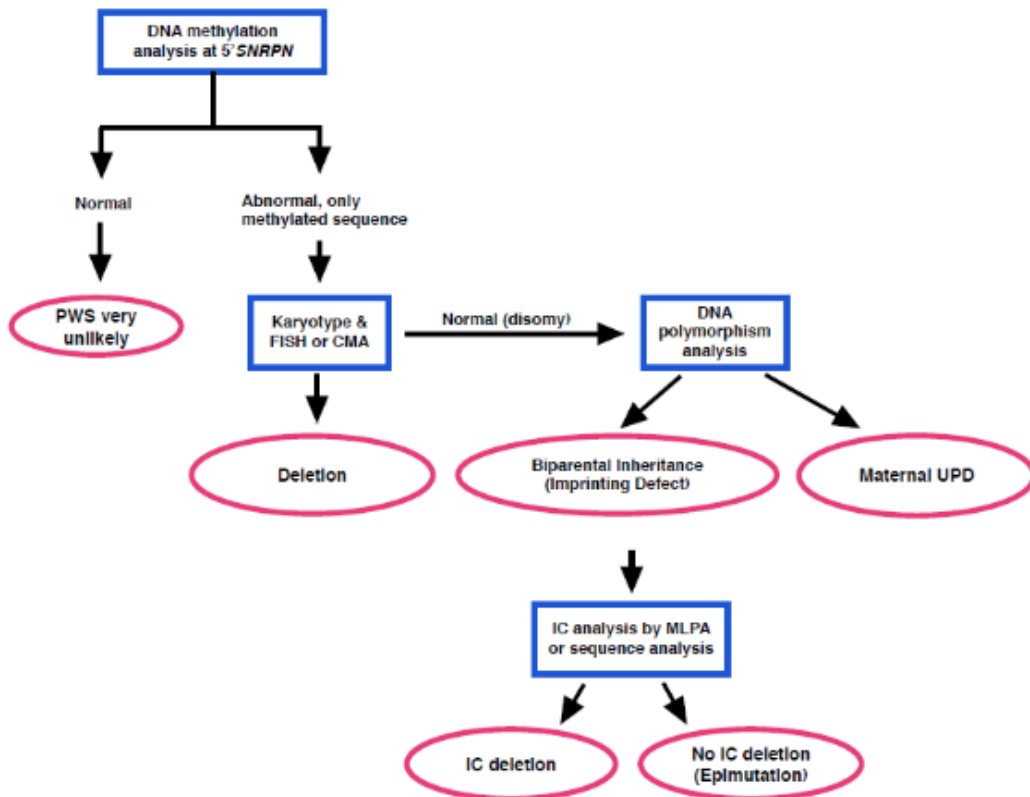 DNA methylation
analysis at 5'SNRPN
Normal
Abnormal, only
methylated sequence
PWS very
unlikely
Karyotype &
FISH or CMA
Normal (disomy)
DNA
polymorphism
analysis
Deletion
Biparental Inheritance
(Imprinting Defect)
Maternal UPD
IC analysis by MLPA
or sequence analysis
IC deletion
No IC deletion
(Epimutation)